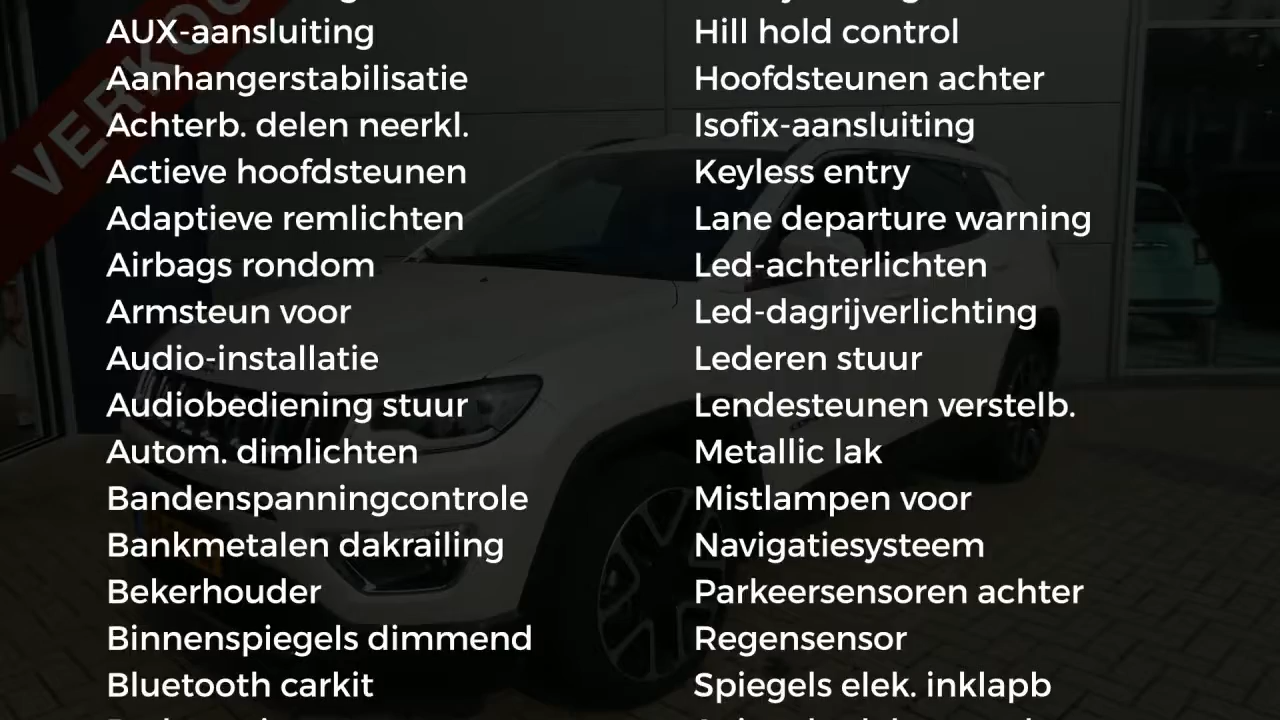 AUX-aansluiting
Aanhangerstabilisatie
Achterb. delen neerkl.
Actieve hoofdsteunen
Adaptieve remlichten
Airbags rondom
Armsteun voor
Audio-installatie
Audiobediening stuur
Autom. dimlichten
Bandenspanningcontrole
Bankmetalen dakrailing
Bekerhouder
Binnenspiegels dimmend
Bluetooth carkit
Hill hold control
Hoofdsteunen achter
Isofix-aansluiting
Keyless entry
Lane departure warning
Led-achterlichten
Led-dagrijverlichting
Lederen stuur
Lendesteunen verstelb.
Metallic lak
Mistlampen voor
Navigatiesysteem
Parkeersensoren achter
Regensensor
Spiegels elek. inklapb